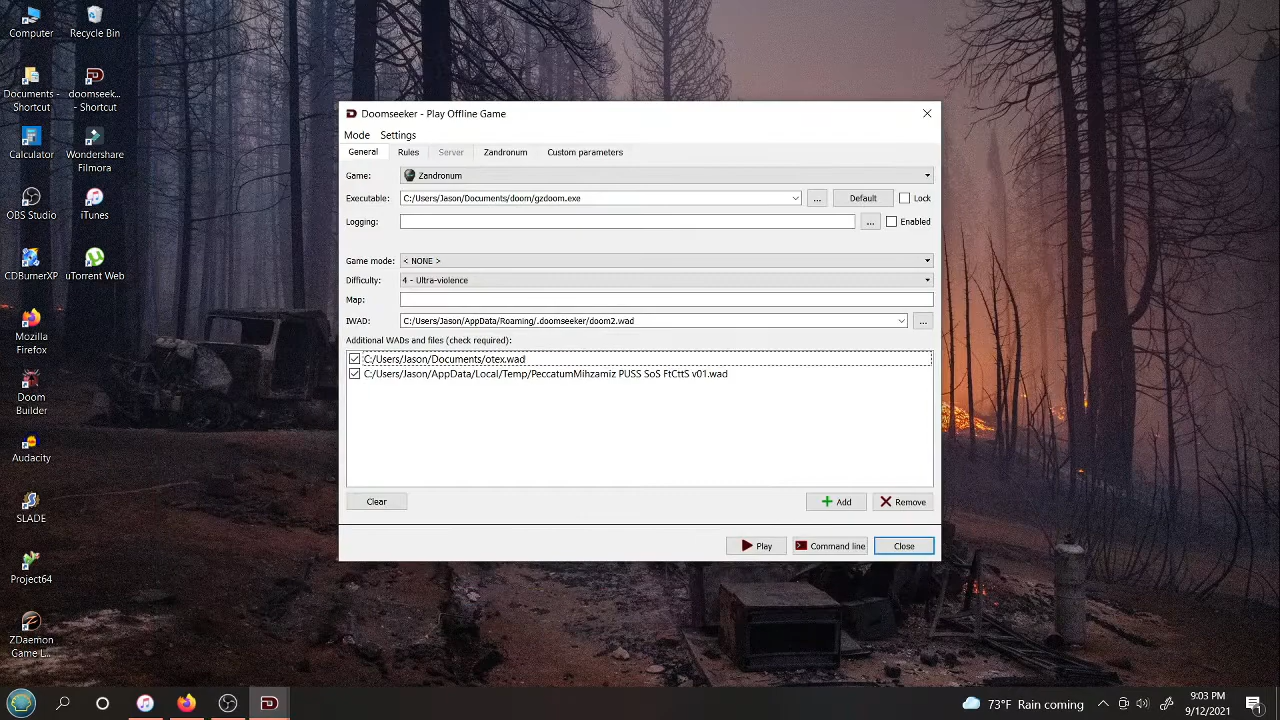 Computer
Recycle Bin
Documents - Shortcut
doomseek... - Shortcut
Calculator
Wondershare Filmora
OBS Studio
iTunes
CDBurnerXP
uTorrent Web
Mozilla Firefox
Doom Builder
Audacity
SLADE
Project64
ZDaemon Game L...
Doomseeker - Play Offline Game
Mode Settings
General Rules Server Zandronum Custom parameters
Game: Zandronum
Executable: C:/Users/Jason/Documents/doom/gzdoom.exe ... Default Lock
Logging: ... Enabled
Game mode: < NONE >
Difficulty: 4 - Ultra-violence
Map:
IWAD: C:/Users/Jason/AppData/Roaming/.doomseeker/doom2.wad ...
Additional WADs and files (check required):
C:/Users/Jason/Documents/otex.wad
C:/Users/Jason/AppData/Local/Temp/PeccatumMihzamiz PUSS SoS FtCttS v01.wad
Clear Add Remove
Play Command line Close
73°F Rain coming
9:03 PM
9/12/2021
1